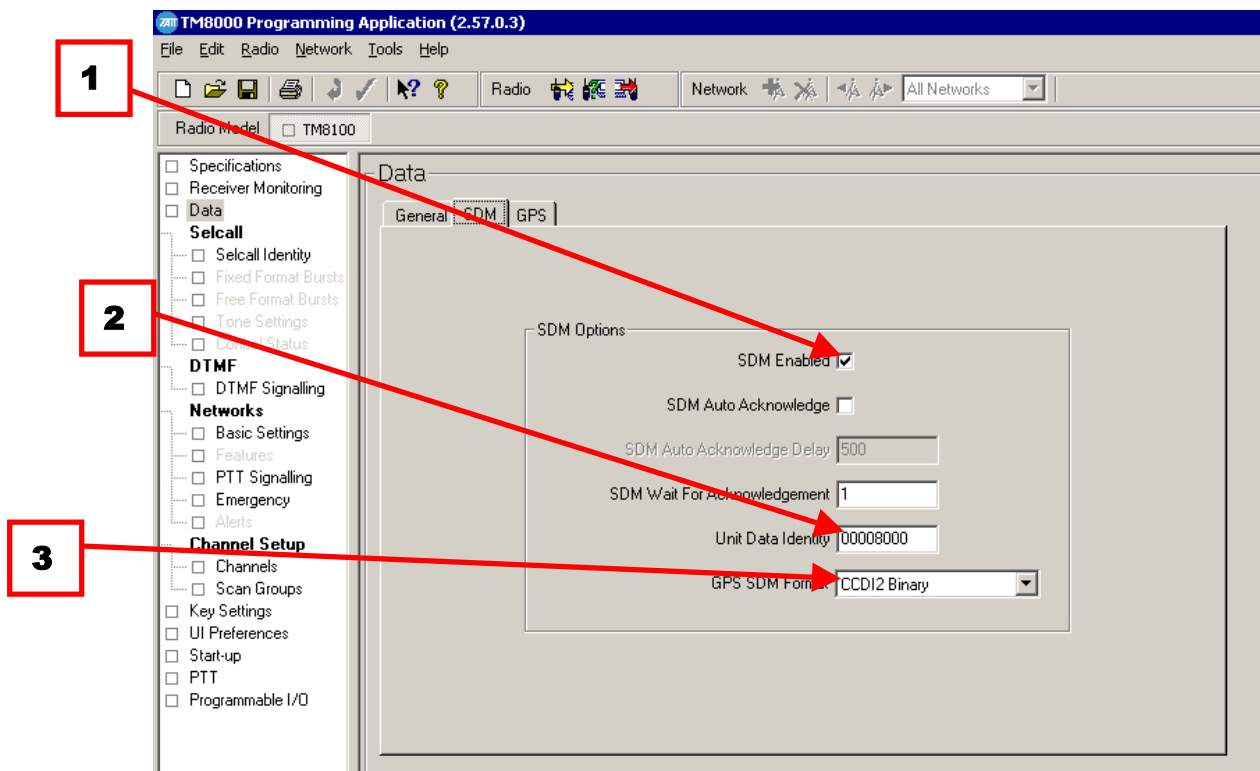 TM8000 Programming Application (2.57.0.3)
File Edit Radio Network Tools Help
1
Radio Network All Networks
Radio Model TM8100
Specifications
Receiver Monitoring
Data
Selcall
Selcall Identity
Fixed Format Bursts
Free Format Bursts
Tone Settings
Control Status
DTMF
DTMF Signalling
Networks
Basic Settings
Features
PTT Signalling
Emergency
Alerts
Channel Setup
Channels
Scan Groups
Key Settings
UI Preferences
Start-up
PTT
Programmable I/O
Data
General SDM GPS
2
SDM Options
SDM Enabled
SDM Auto Acknowledge
SDM Auto Acknowledge Delay 500
SDM Wait For Acknowledgement 1
Unit Data Identity 00008000
3
GPS SDM Format CCDI2 Binary